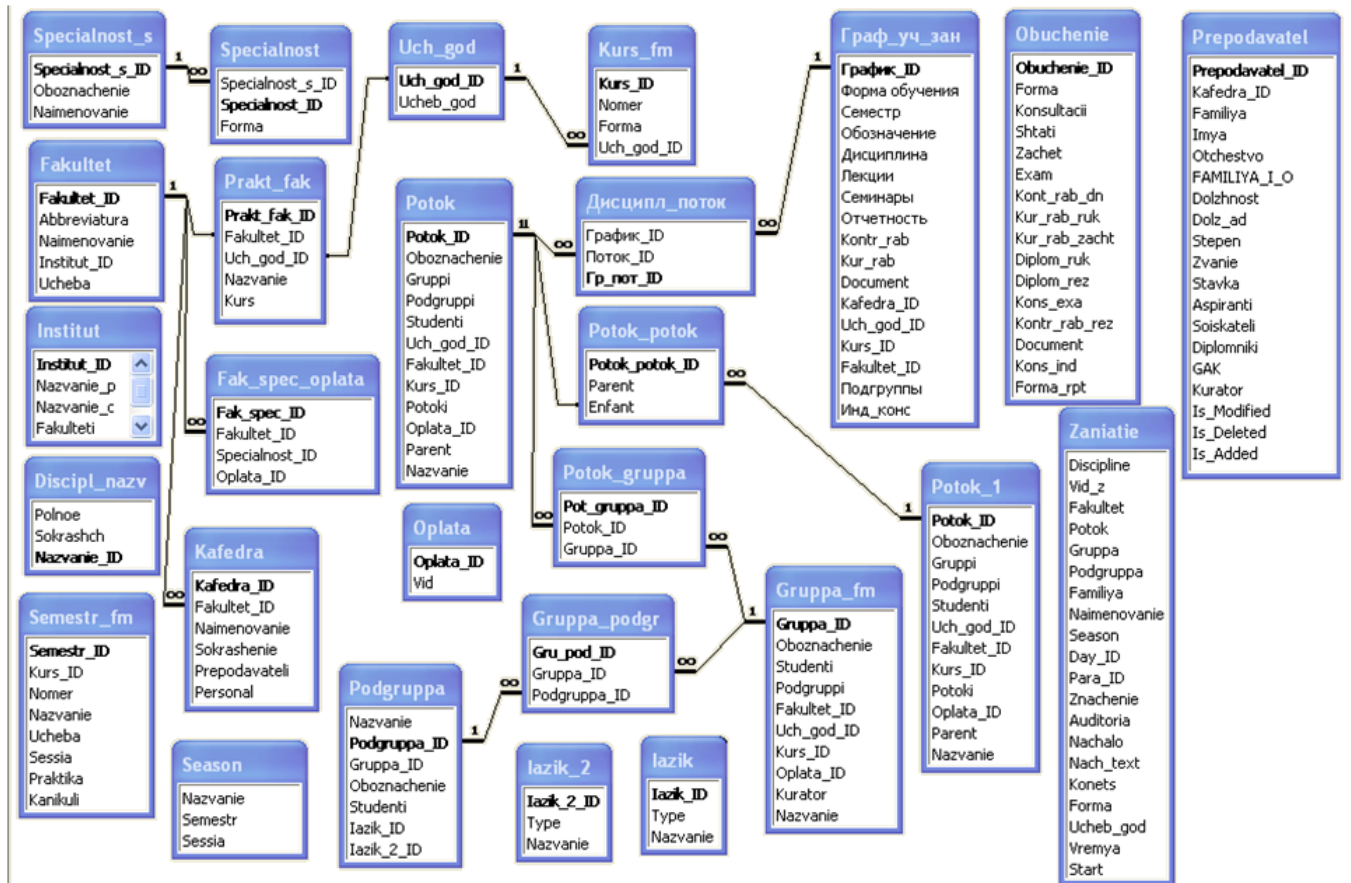 Specialnost_s
Specialnost_s_ID
Oboznachenie
Naimenovanie
1
∞
Specialnost
Specialnost_s_ID
Specialnost_ID
Forma
Uch_god
Uch_god_ID
Ucheb_god
1
∞
Kurs_fm
Kurs_ID
Nomer
Forma
Uch_god_ID
1
Граф_уч_зан
График_ID
Форма обучения
Семестр
Обозначение
Дисциплина
Лекции
Семинары
Отчетность
Kontr_rab
Kur_rab
Document
Kafedra_ID
Uch_god_ID
Kurs_ID
Fakultet_ID
Подгруппы
Инд_конс
Obuchenie
Obuchenie_ID
Forma
Konsultacii
Shtati
Zachet
Exam
Kont_rab_dn
Kur_rab_ruk
Kur_rab_zacht
Diplom_ruk
Diplom_rez
Kons_exa
Kontr_rab_rez
Document
Kons_ind
Forma_rpt
Prepodavatel
Prepodavatel_ID
Kafedra_ID
Familiya
Imya
Otchestvo
FAMILIYA_I_O
Dolzhnost
Dolz_ad
Stepen
Zvanie
Stavka
Aspiranti
Soiskateli
Diplomniki
GAK
Kurator
Is_Modified
Is_Deleted
Is_Added
Fakultet
Fakultet_ID
Abbreviatura
Naimenovanie
Institut_ID
Ucheba
1
Prakt_fak
Prakt_fak_ID
Fakultet_ID
Uch_god_ID
Nazvanie
Kurs
Potok
Potok_ID
Oboznachenie
Gruppi
Podgruppi
Studenti
Uch_god_ID
Fakultet_ID
Kurs_ID
Potoki
Oplata_ID
Parent
Nazvanie
11
∞
Дисципл_поток
График_ID
Поток_ID
Гр_пот_ID
∞
Institut
Institut_ID
Nazvanie_p
Nazvanie_c
Fakulteti
Fak_spec_oplata
Fak_spec_ID
Fakultet_ID
Specialnost_ID
Oplata_ID
∞
Potok_potok
Potok_potok_ID
Parent
Enfant
∞
Discipl_nazv
Polnoe
Sokrashch
Nazvanie_ID
Kafedra
Kafedra_ID
Fakultet_ID
Naimenovanie
Sokrashenie
Prepodavateli
Personal
∞
Oplata
Oplata_ID
Vid
Potok_gruppa
Pot_gruppa_ID
Potok_ID
Gruppa_ID
∞
∞
1
Potok_1
Potok_ID
Oboznachenie
Gruppi
Podgruppi
Studenti
Uch_god_ID
Fakultet_ID
Kurs_ID
Potoki
Oplata_ID
Parent
Nazvanie
Zaniatie
Discipline
Vid_z
Fakultet
Potok
Gruppa
Podgruppa
Familiya
Naimenovanie
Season
Day_ID
Para_ID
Znachenie
Auditoria
Nachalo
Nach_text
Konets
Forma
Ucheb_god
Vremya
Start
Semestr_fm
Semestr_ID
Kurs_ID
Nomer
Nazvanie
Ucheba
Sessia
Praktika
Kanikuli
Season
Nazvanie
Semestr
Sessia
Podgruppa
Nazvanie
Podgruppa_ID
Gruppa_ID
Oboznachenie
Studenti
Iazik_ID
Iazik_2_ID
1
∞
Gruppa_podgr
Gru_pod_ID
Gruppa_ID
Podgruppa_ID
∞
1
Gruppa_fm
Gruppa_ID
Oboznachenie
Studenti
Podgruppi
Fakultet_ID
Uch_god_ID
Kurs_ID
Oplata_ID
Kurator
Nazvanie
Iazik_2
Iazik_2_ID
Type
Nazvanie
Iazik
Iazik_ID
Type
Nazvanie